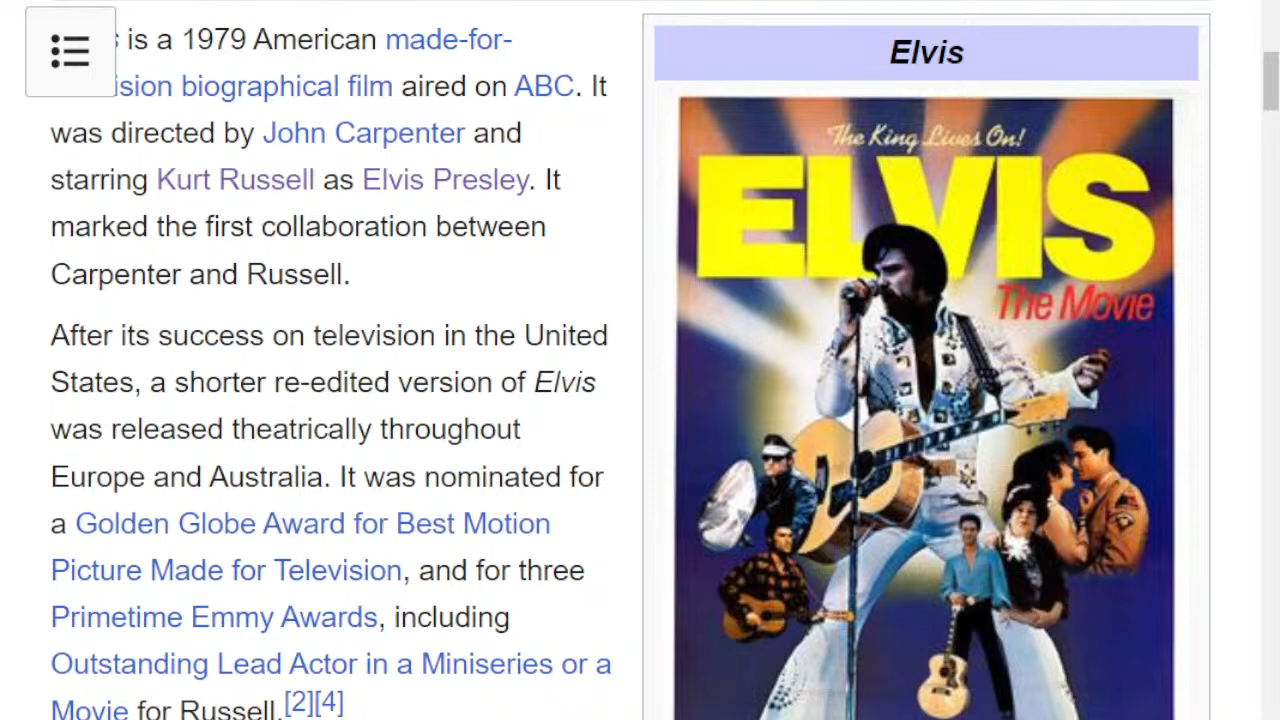 s is a 1979 American made-for-
ision biographical film aired on ABC. It
was directed by John Carpenter and
starring Kurt Russell as Elvis Presley. It
marked the first collaboration between
Carpenter and Russell.
After its success on television in the United
States, a shorter re-edited version of Elvis
was released theatrically throughout
Europe and Australia. It was nominated for
a Golden Globe Award for Best Motion
Picture Made for Television, and for three
Primetime Emmy Awards, including
Outstanding Lead Actor in a Miniseries or a
Movie for Russell.[2][4]
Elvis
The King Lives On!
ELVIS
The Movie